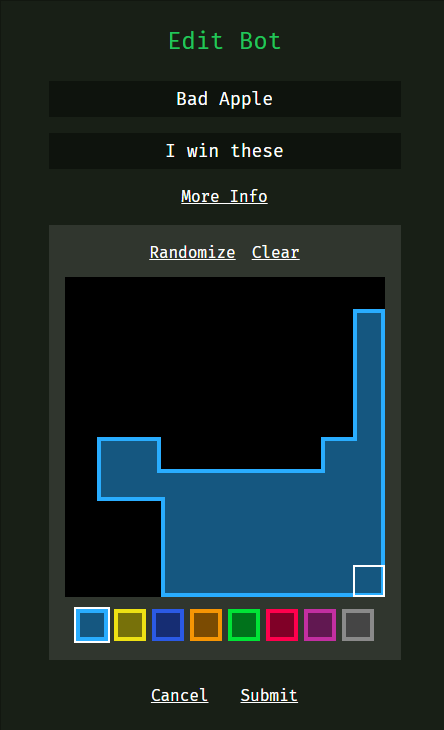 Edit Bot
Bad Apple
I win these
More Info
Randomize Clear
Cancel Submit